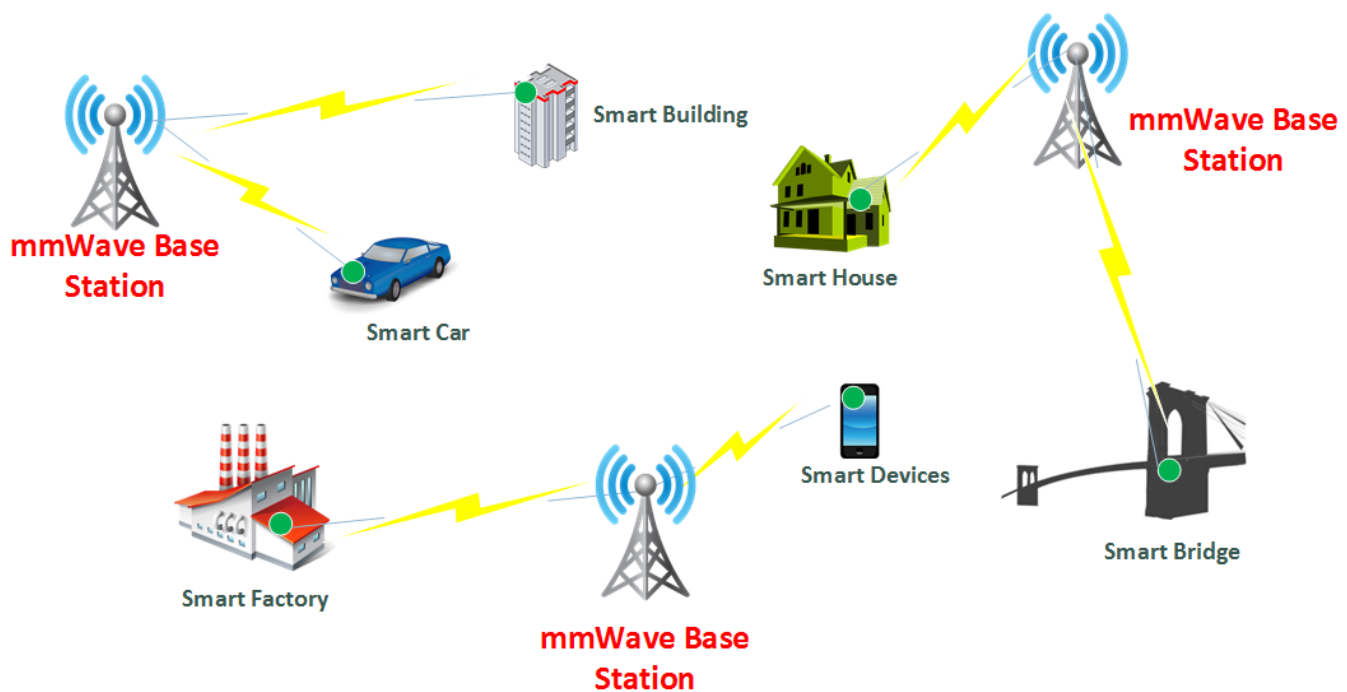 Smart Building
mmWave Base
Station
mmWave Base
Station
Smart House
Smart Car
Smart Devices
Smart Bridge
Smart Factory
mmWave Base
Station